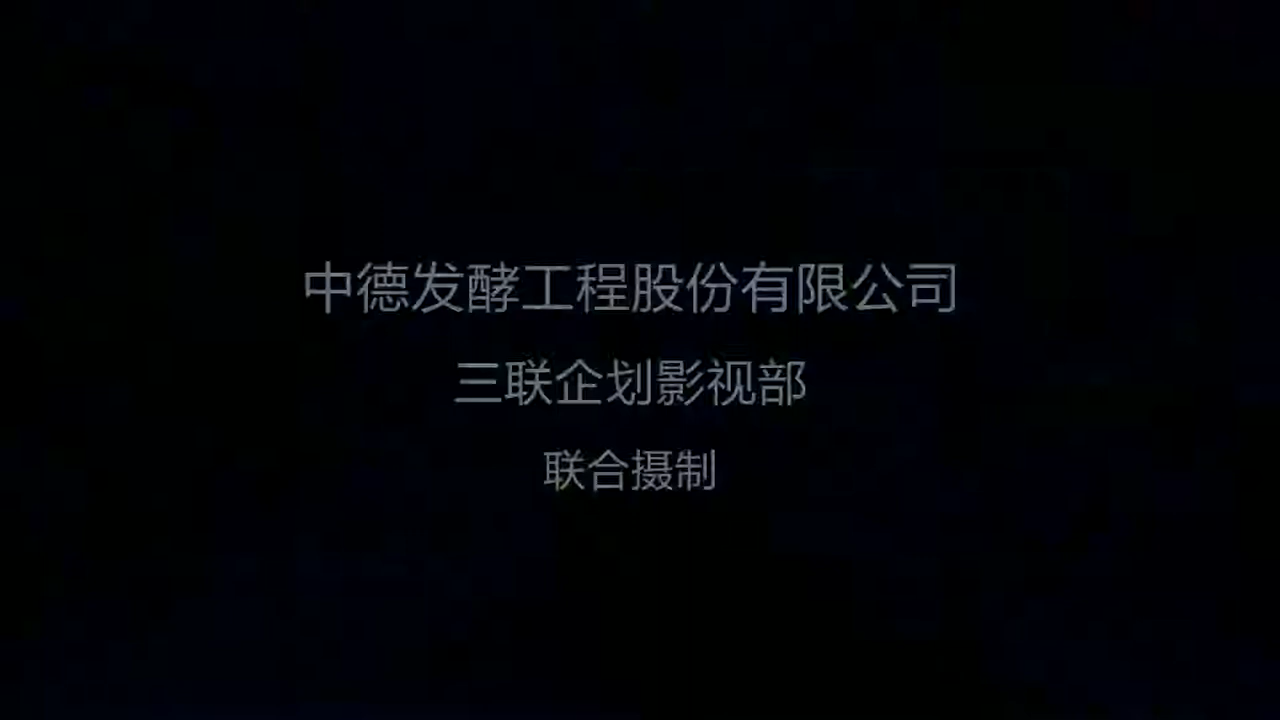 中德发酵工程股份有限公司
三联企划影视部
联合摄制